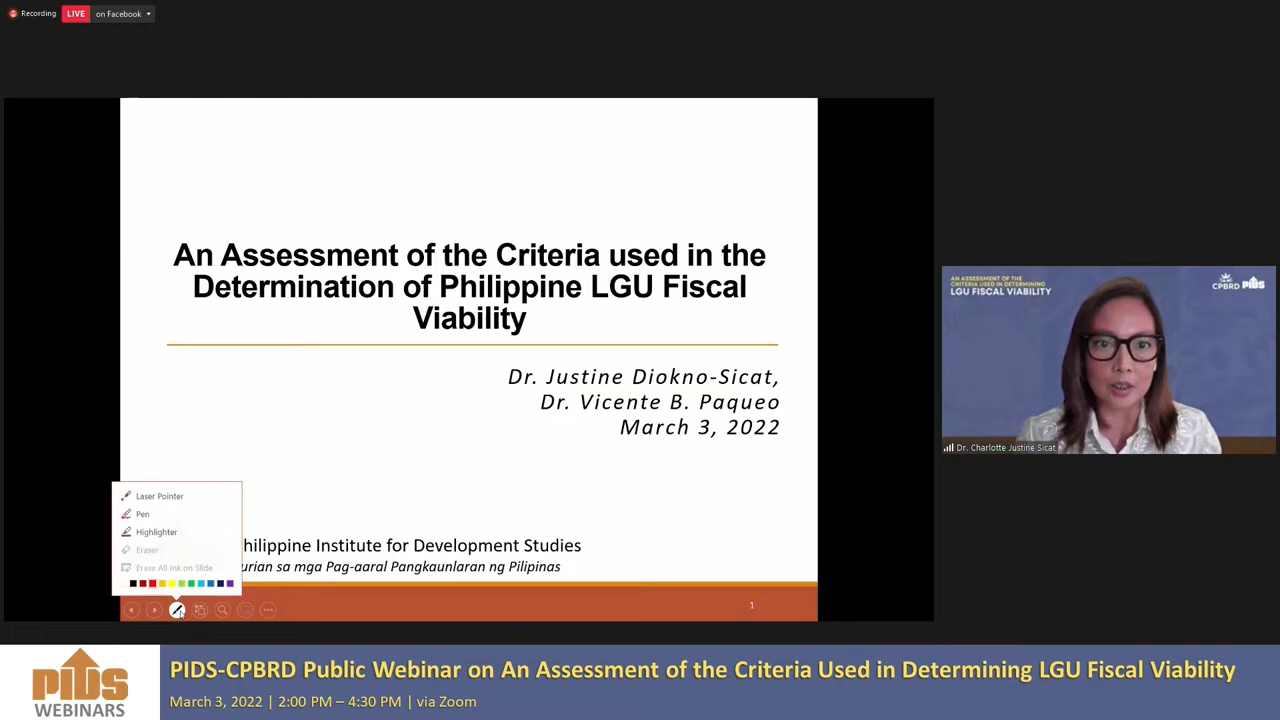 Recording
LIVE
on Facebook
An Assessment of the Criteria used in the
Determination of Philippine LGU Fiscal
Viability
Dr. Justine Diokno-Sicat,
Dr. Vicente B. Paqueo
March 3, 2022
Laser Pointer
Pen
Highlighter
Eraser
Erase All Ink on Slide
hilippine Institute for Development Studies
urian sa mga Pag-aaral Pangkaunlaran ng Pilipinas
1
AN ASSESSMENT OF THE
CRITERIA USED IN DETERMINING
LGU FISCAL VIABILITY
CPBRD PIDS
Dr. Charlotte Justine Sicat
PIDS
WEBINARS
PIDS-CPBRD Public Webinar on An Assessment of the Criteria Used in Determining LGU Fiscal Viability
March 3, 2022 | 2:00 PM – 4:30 PM | via Zoom